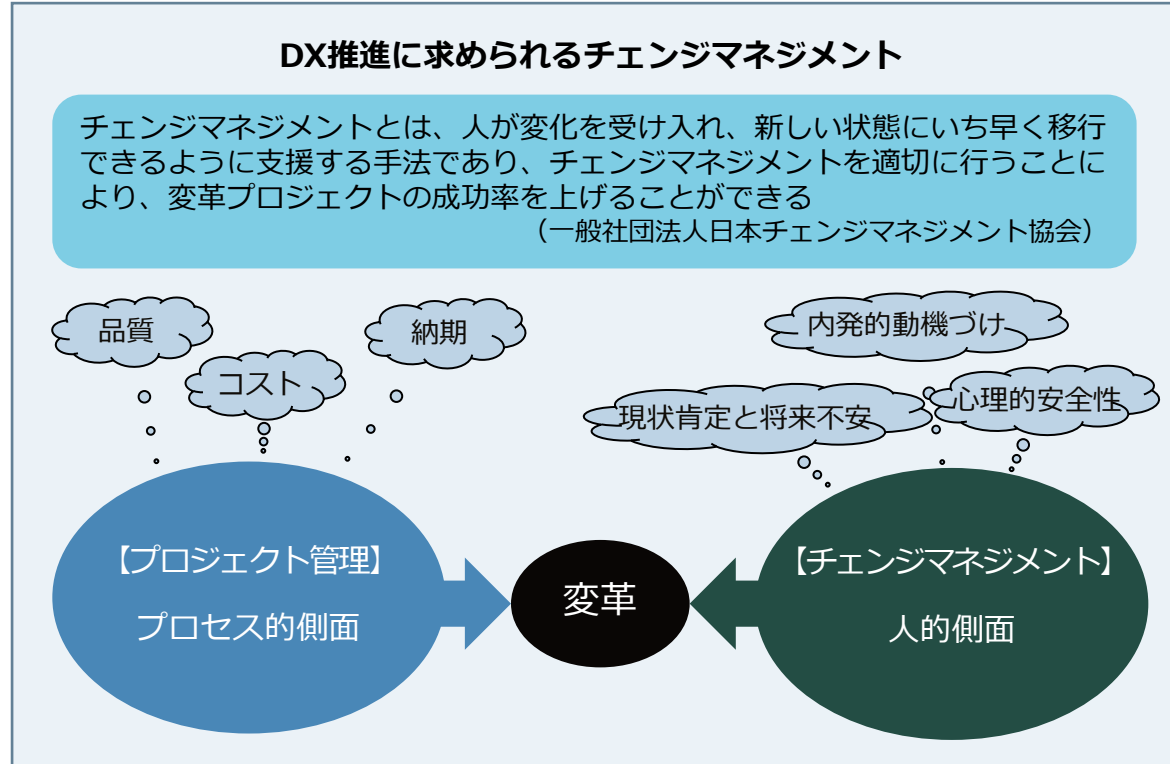 DX推進に求められるチェンジマネジメント
チェンジマネジメントとは、人が変化を受け入れ、新しい状態にいち早く移行
できるように支援する手法であり、チェンジマネジメントを適切に行うことに
より、変革プロジェクトの成功率を上げることができる
（一般社団法人日本チェンジマネジメント協会）
品質
コスト
納期
内発的動機づけ
現状肯定と将来不安
心理的安全性
【プロジェクト管理】
プロセス的側面
変革
【チェンジマネジメント】
人的側面